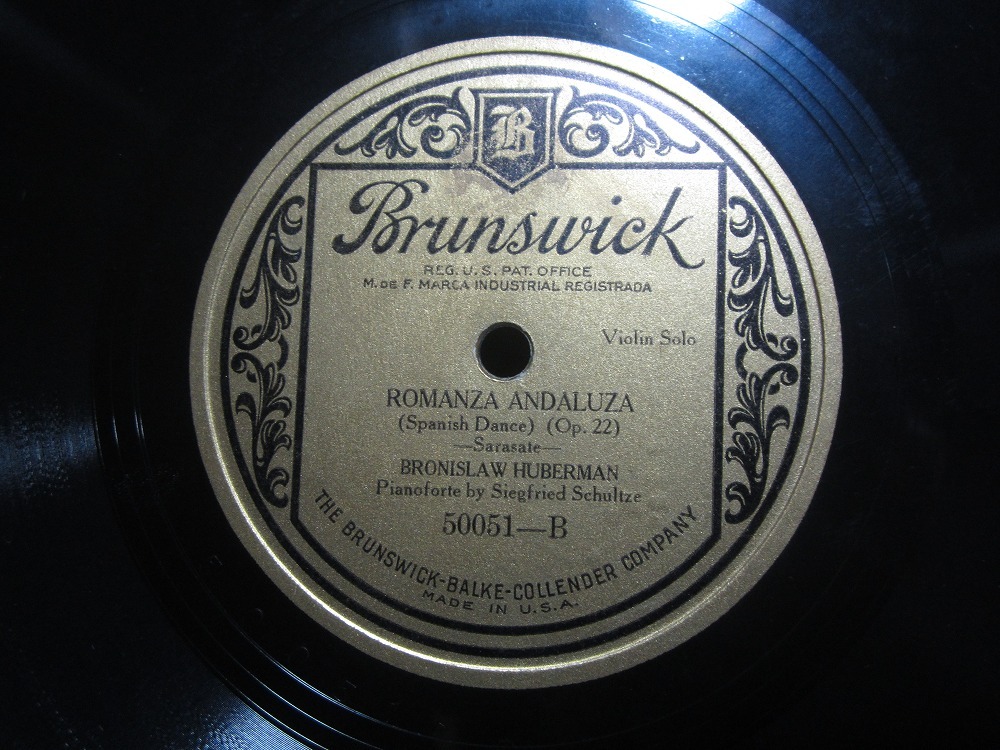 B
Brunswick
REG. U. S. PAT. OFFICE
M. DE F. MARCA INDUSTRIAL REGISTRADA
Violin Solo
ROMANZA ANDALUZA
(Spanish Dance) (Op. 22)
—Sarasate—
BRONISLAW HUBERMAN
Pianoforte by Siegfried Schultze
50051—B
THE BRUNSWICK-BALKE-COLLENDER COMPANY
MADE IN U.S.A.